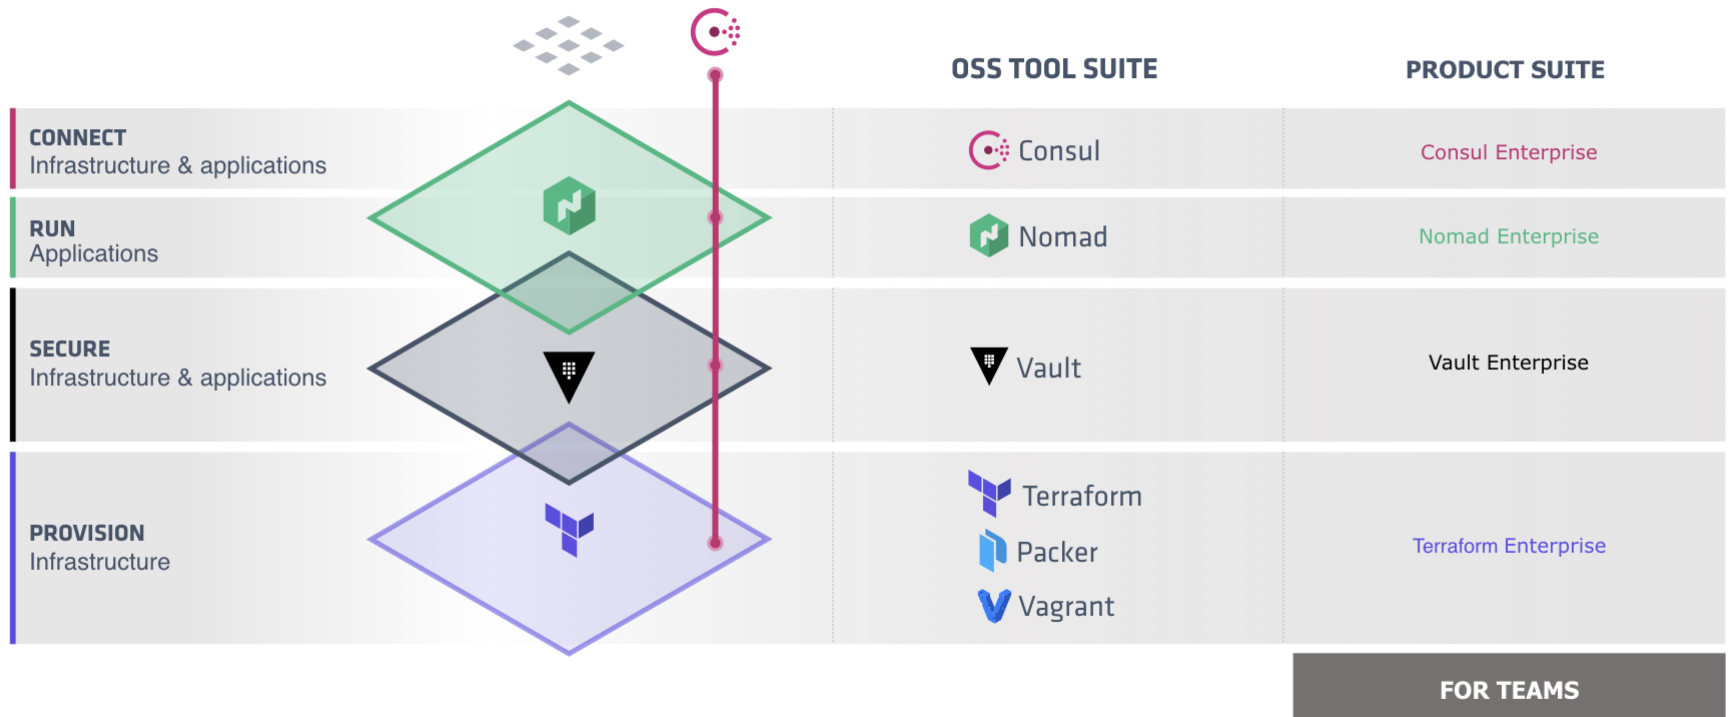 OSS TOOL SUITE
PRODUCT SUITE
CONNECT
Infrastructure & applications
Consul
Consul Enterprise
RUN
Applications
Nomad
Nomad Enterprise
SECURE
Infrastructure & applications
Vault
Vault Enterprise
PROVISION
Infrastructure
Terraform
Packer
Vagrant
Terraform Enterprise
FOR TEAMS